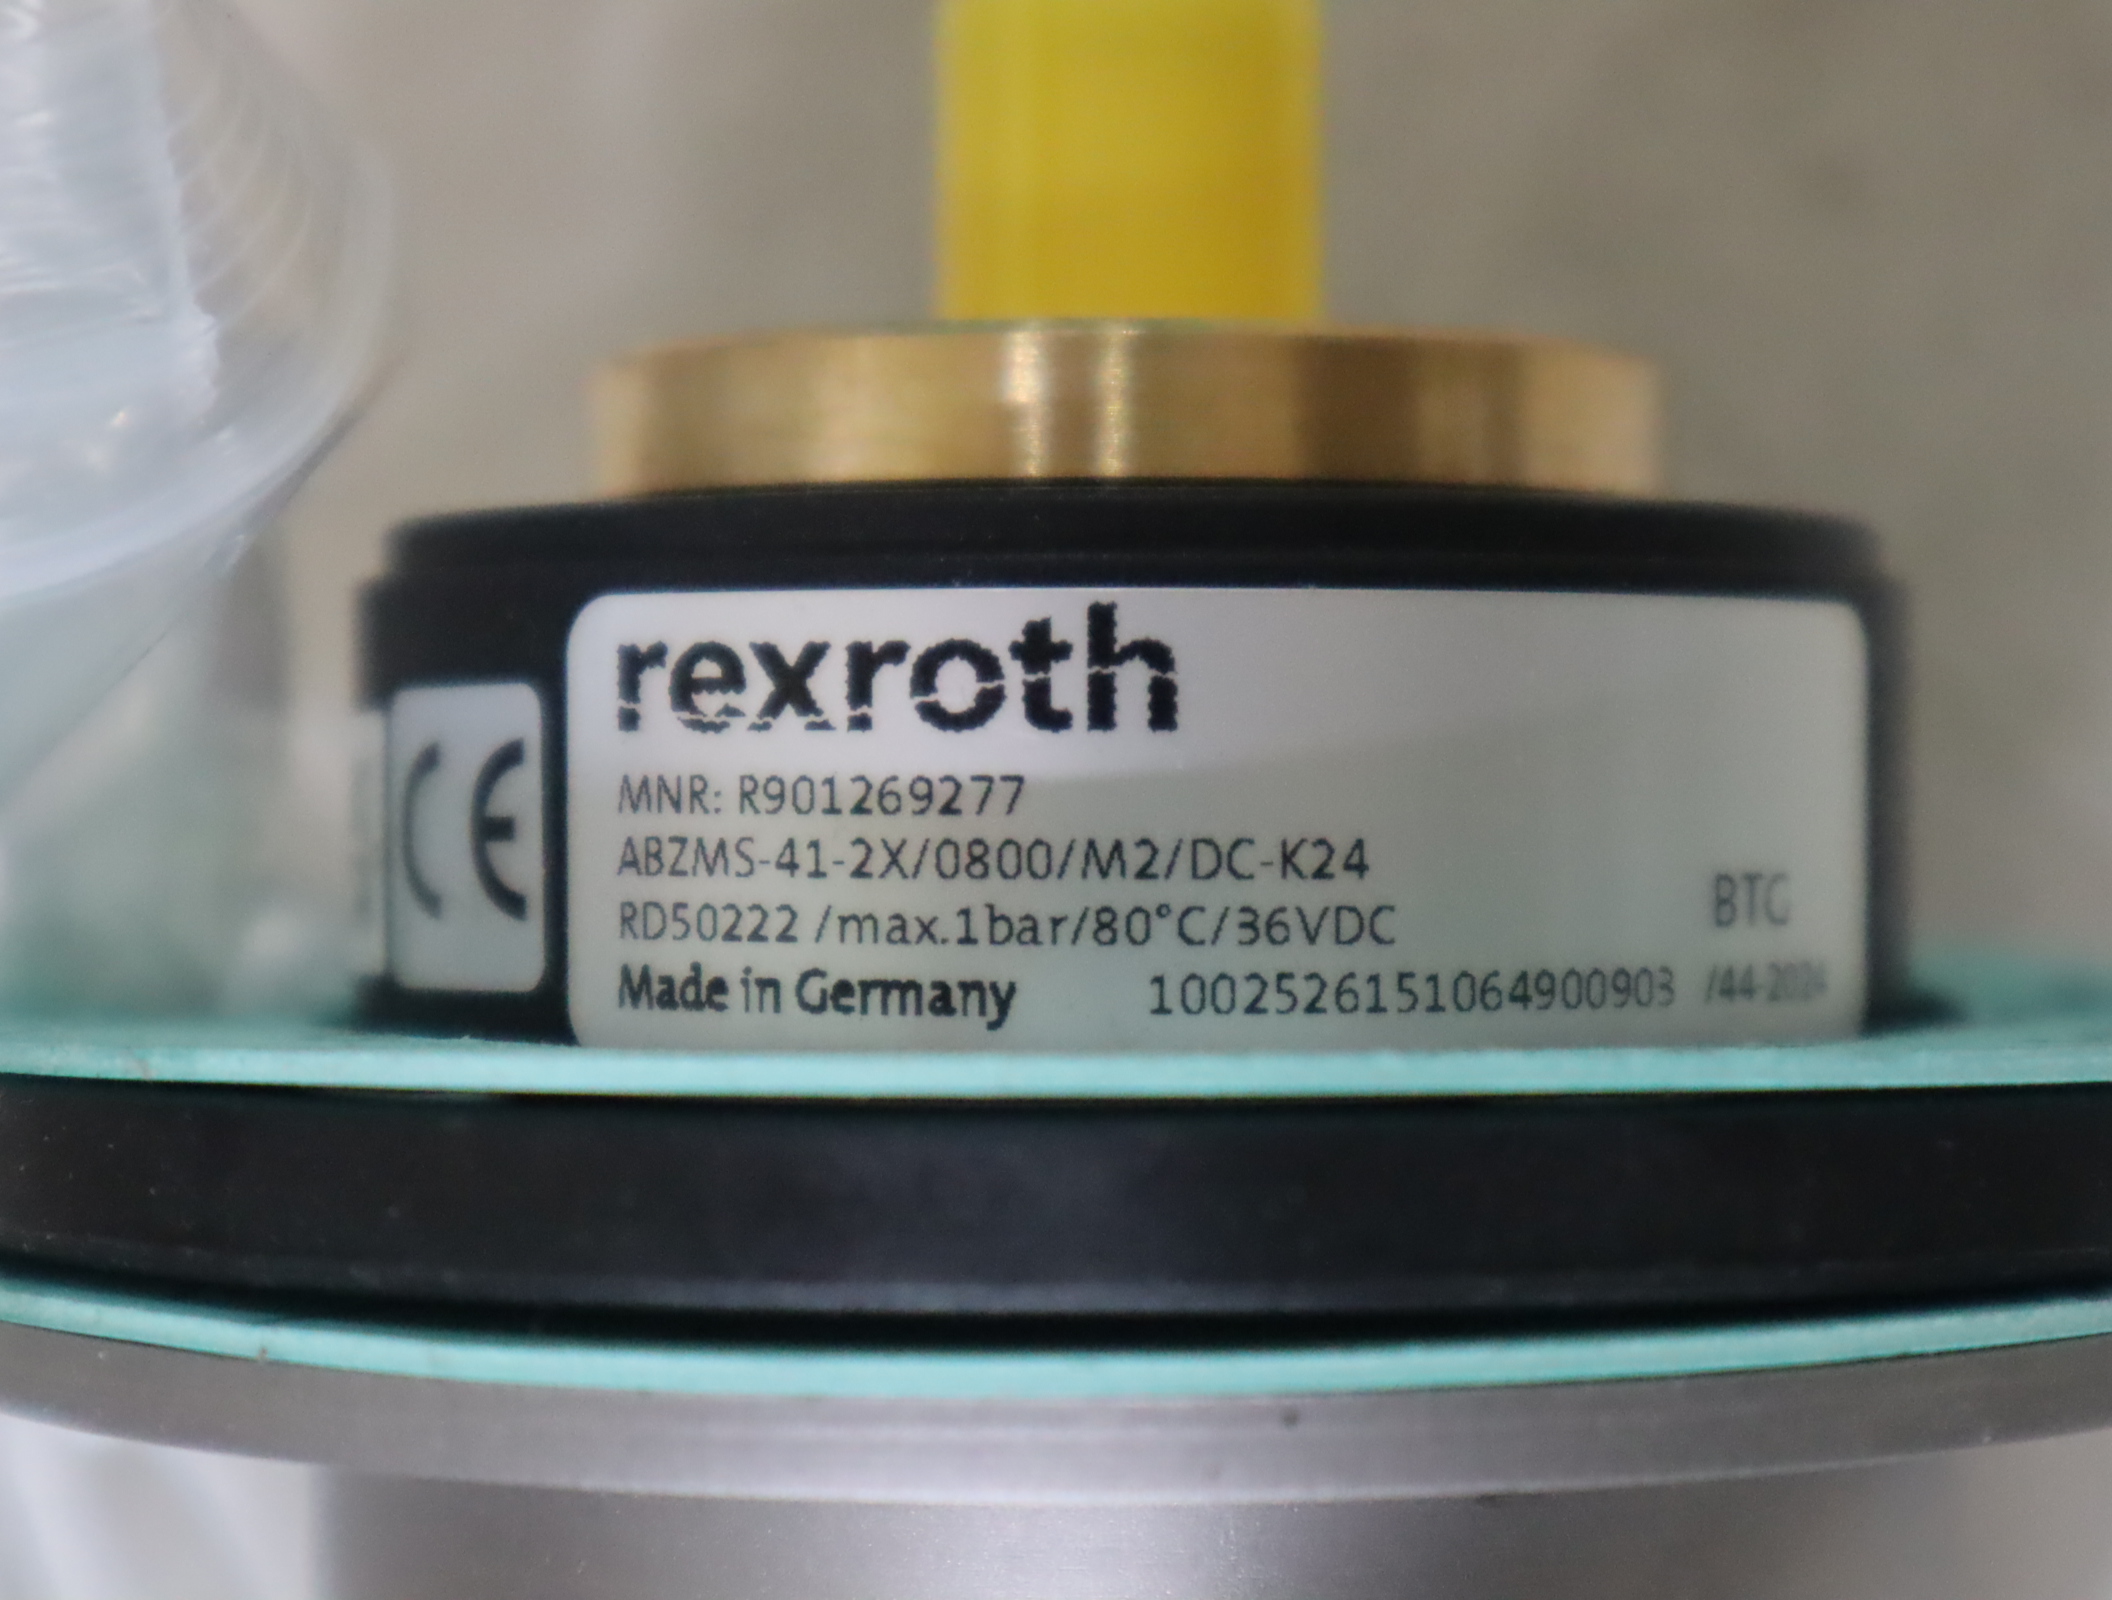 rexroth
CE
MNR: R901269277
ABZMS-41-2X/0800/M2/DC-K24
RD50222 /max.1bar/80°C/36VDC
BTC
Made in Germany 1002526151064900903 /44-2024